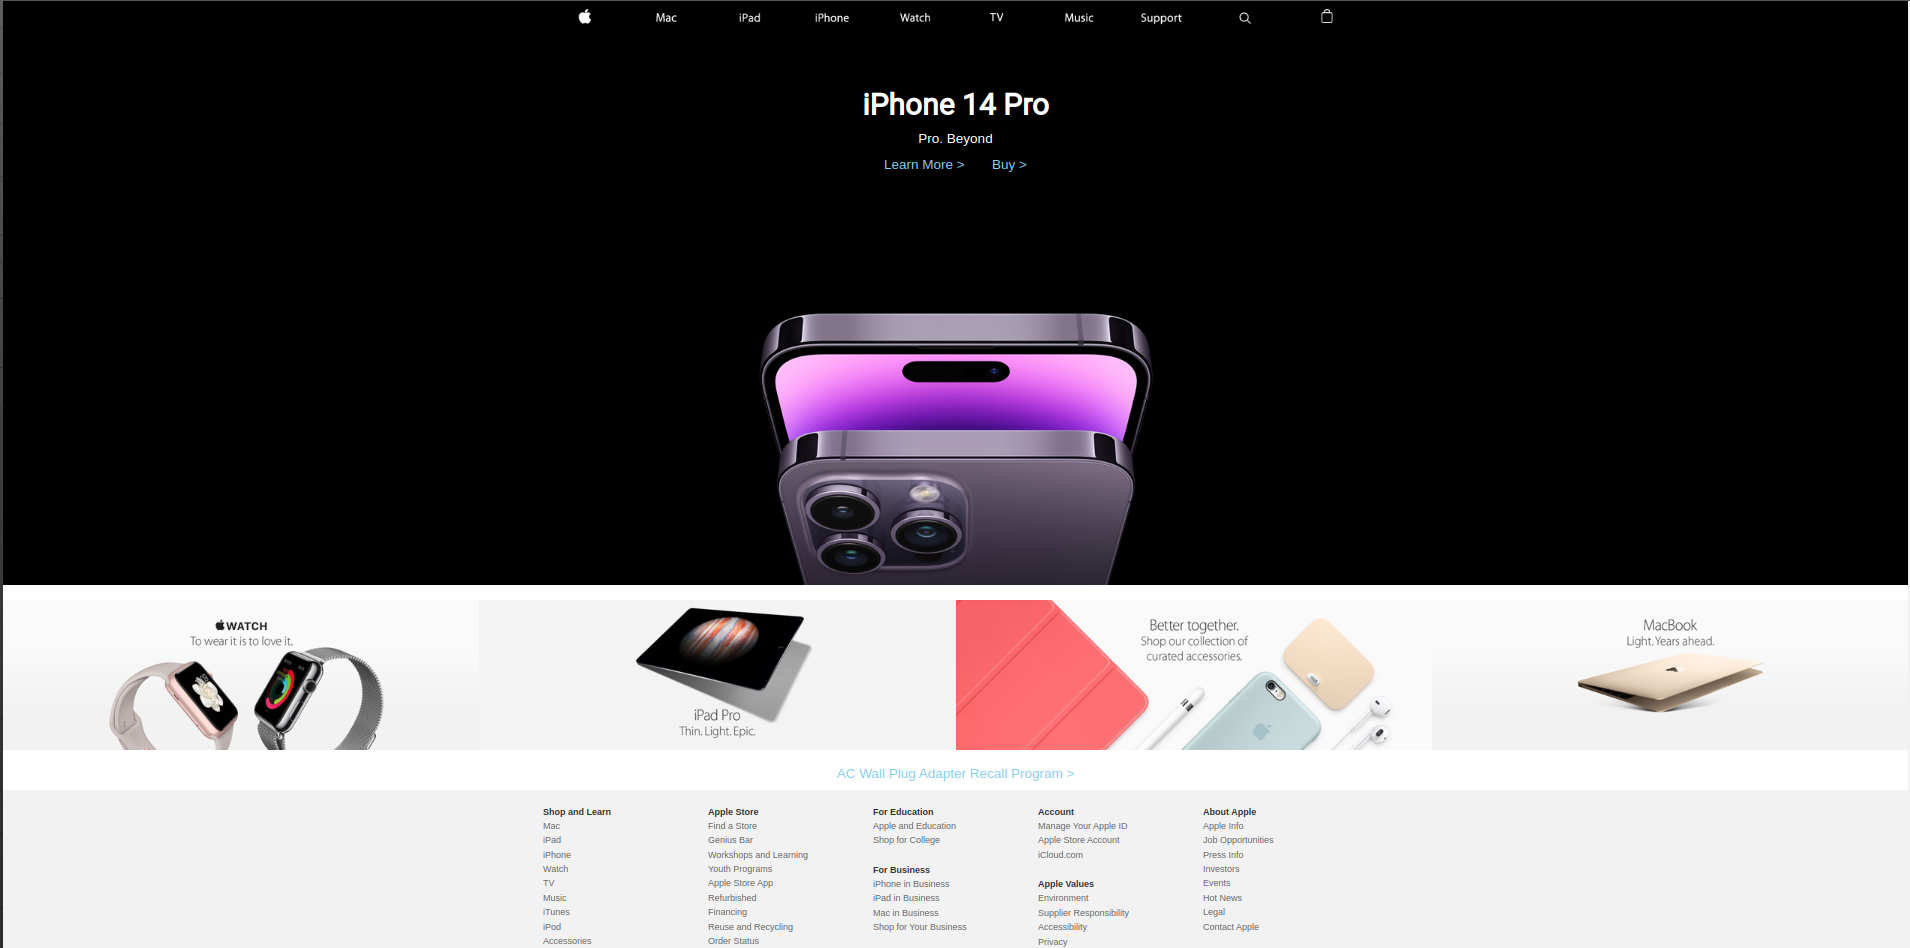 Mac iPad iPhone Watch TV Music Support
iPhone 14 Pro
Pro. Beyond
Learn More > Buy >
WATCH
To wear it is to love it.
iPad Pro
Thin. Light. Epic.
Better together.
Shop our collection of
curated accessories.
MacBook
Light. Years ahead.
AC Wall Plug Adapter Recall Program >
Shop and Learn
Mac
iPad
iPhone
Watch
TV
Music
iTunes
iPod
Accessories
Apple Store
Find a Store
Genius Bar
Workshops and Learning
Youth Programs
Apple Store App
Refurbished
Financing
Reuse and Recycling
Order Status
For Education
Apple and Education
Shop for College
For Business
iPhone in Business
iPad in Business
Mac in Business
Shop for Your Business
Account
Manage Your Apple ID
Apple Store Account
iCloud.com
Apple Values
Environment
Supplier Responsibility
Accessibility
Privacy
About Apple
Apple Info
Job Opportunities
Press Info
Investors
Events
Hot News
Legal
Contact Apple